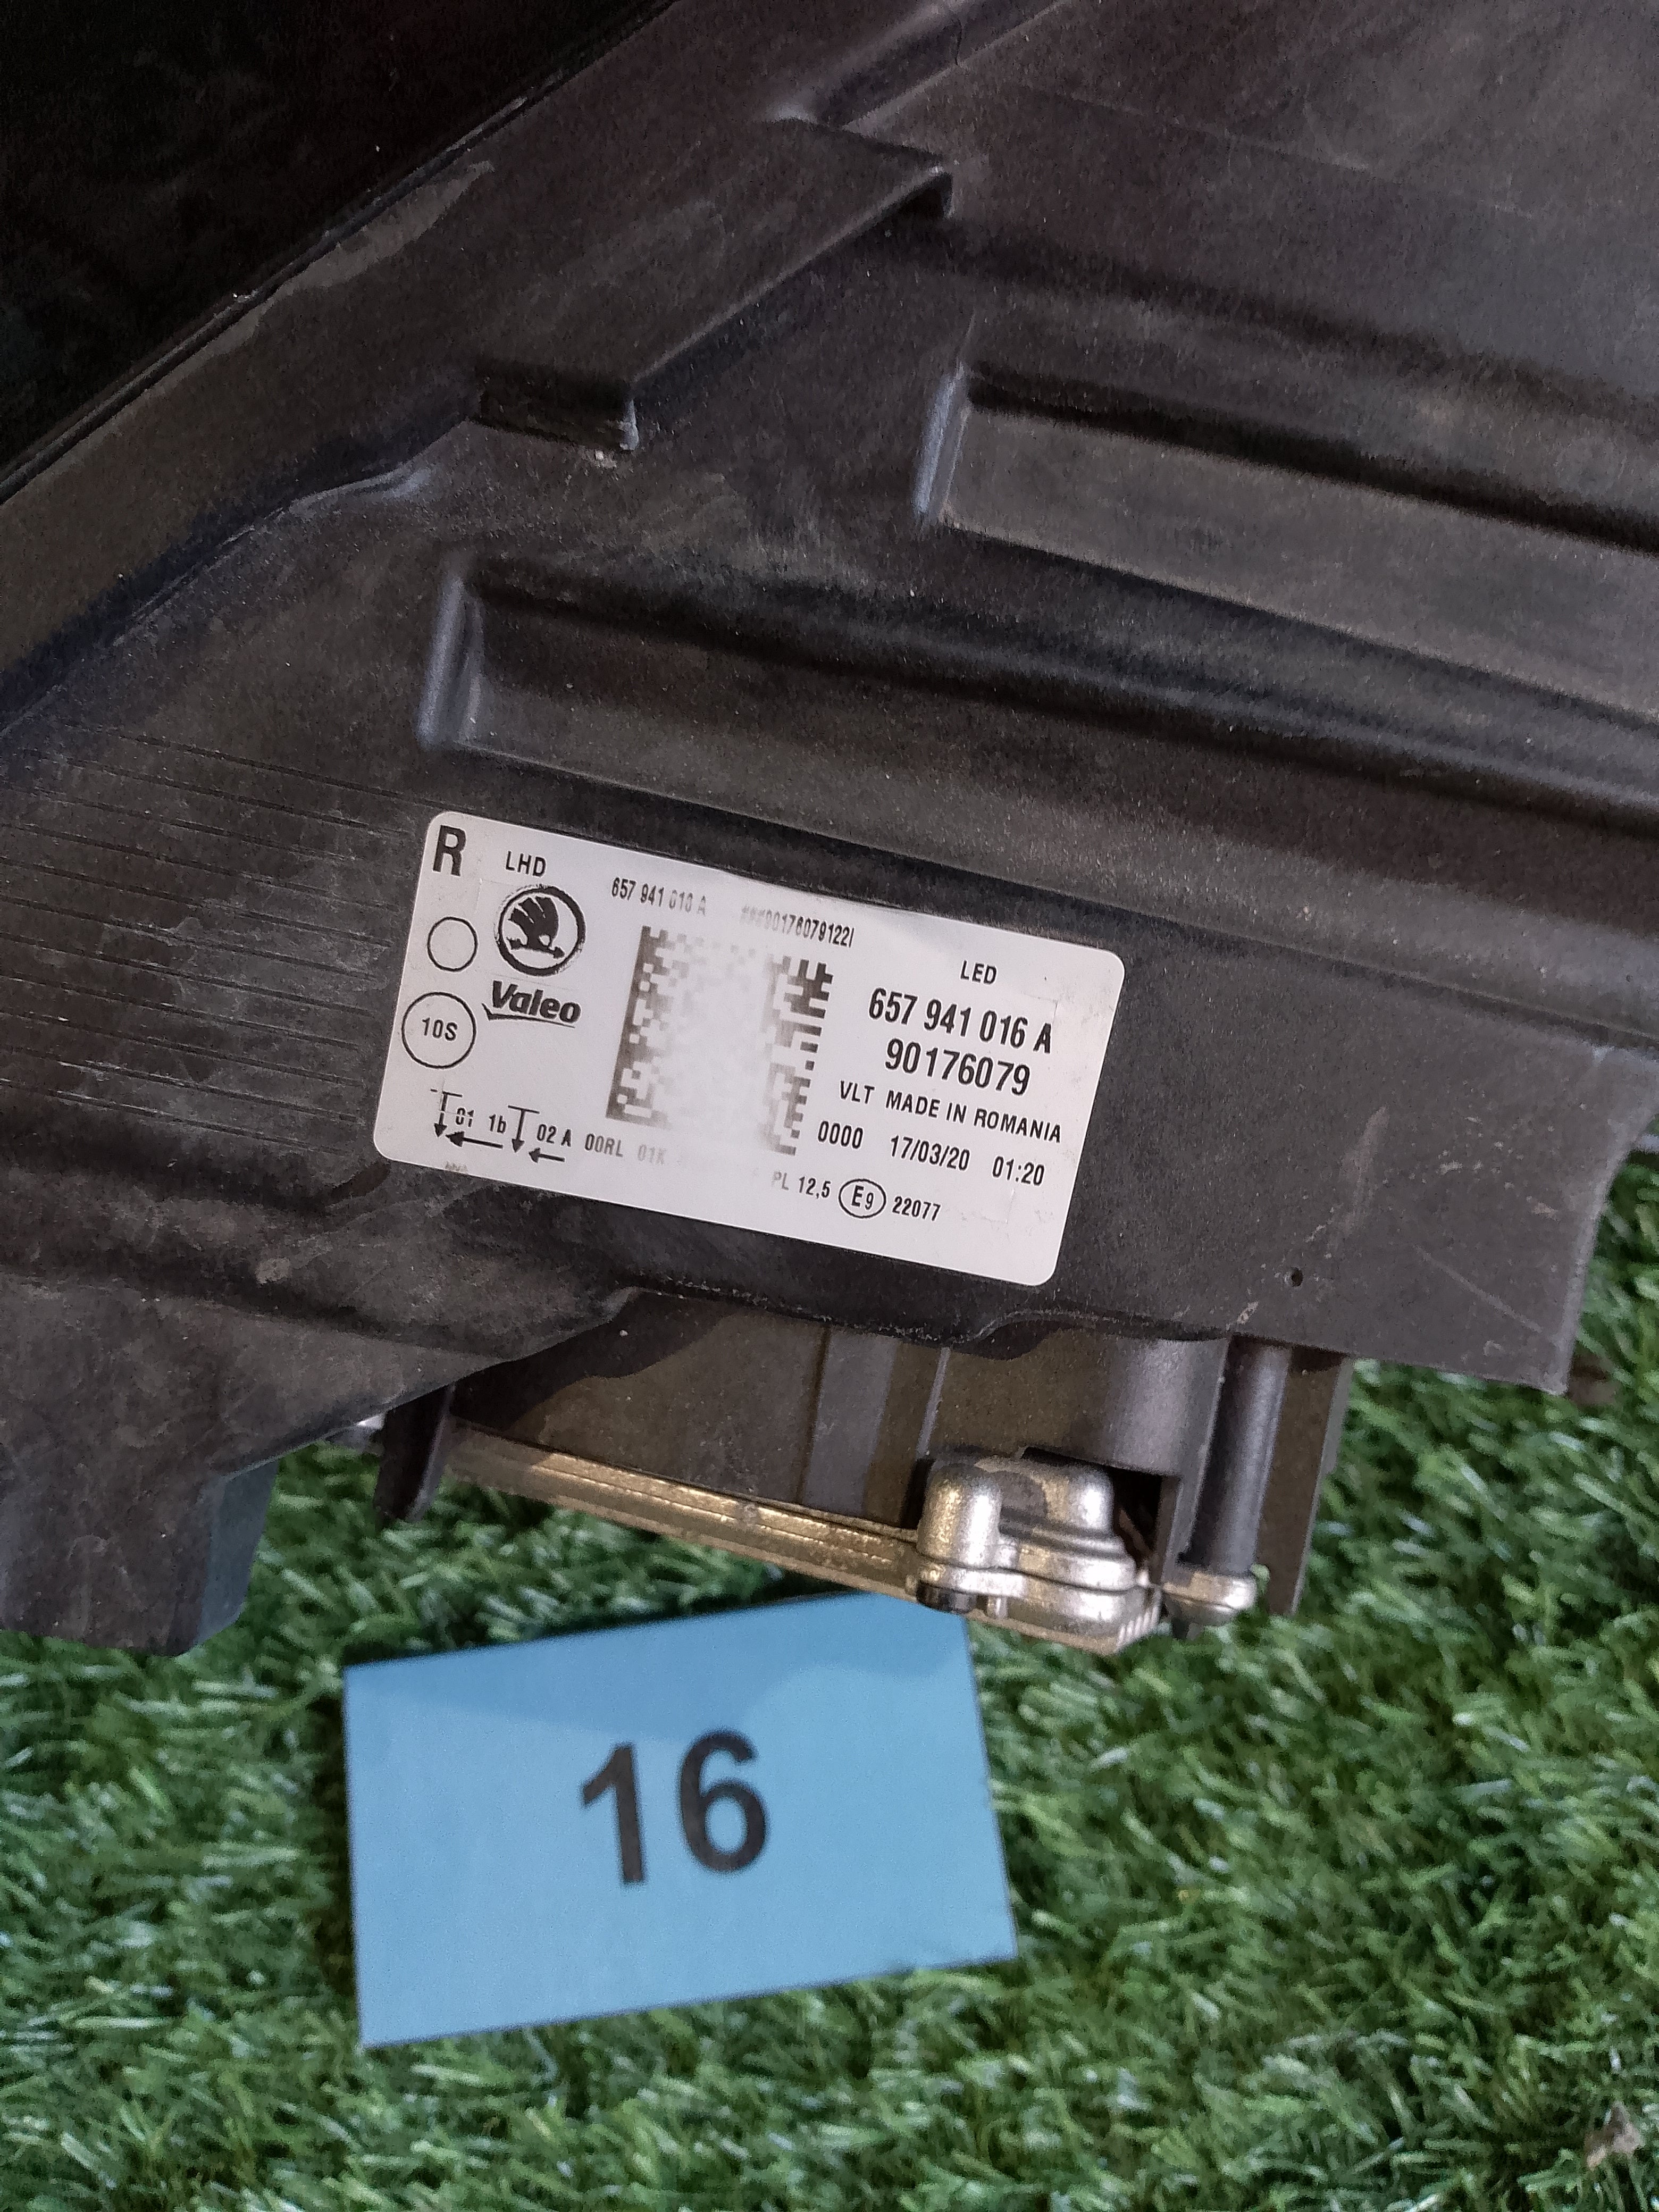 R LHD
657 941 016 A ###90176079122I
Valeo
10S
LED
657 941 016 A
90176079
VLT MADE IN ROMANIA
0000 17/03/20 01:20
01 1b 02 A 00RL 01K
PL 12,5 E9 22077
16